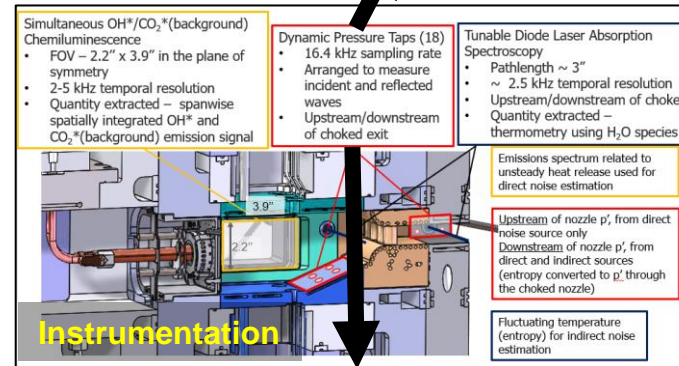 Simultaneous OH*/CO2*(background)
Chemiluminescence
• FOV – 2.2” x 3.9” in the plane of
symmetry
• 2-5 kHz temporal resolution
• Quantity extracted – spanwise
spatially integrated OH* and
CO2*(background) emission signal
Dynamic Pressure Taps (18)
• 16.4 kHz sampling rate
• Arranged to measure
incident and reflected
waves
• Upstream/downstream
of choked exit
Tunable Diode Laser Absorption
Spectroscopy
• Pathlength ~ 3”
• ~ 2.5 kHz temporal resolution
• Upstream/downstream of choke
• Quantity extracted –
thermometry using H2O species
Emissions spectrum related to
unsteady heat release used for
direct noise estimation
3.9"
2.2"
Upstream of nozzle p’, from direct
noise source only
Downstream of nozzle p’, from
direct and indirect sources
(entropy converted to p’ through
the choked nozzle)
Instrumentation
Fluctuating temperature
(entropy) for indirect noise
estimation